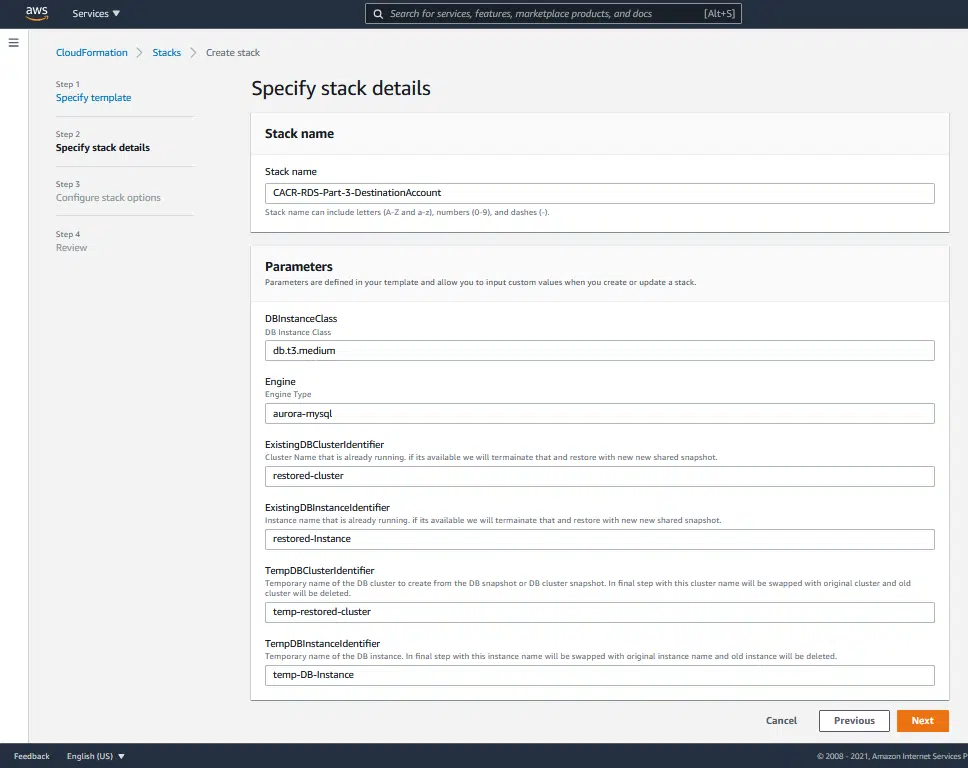 aws
Services
Search for services, features, marketplace products, and docs [Alt+S]
CloudFormation Stacks Create stack
Step 1
Specify template
Step 2
Specify stack details
Step 3
Configure stack options
Step 4
Review
Specify stack details
Stack name
Stack name
CACR-RDS-Part-3-DestinationAccount
Stack name can include letters (A-Z and a-z), numbers (0-9), and dashes (-).
Parameters
Parameters are defined in your template and allow you to input custom values when you create or update a stack.
DBInstanceClass
DB Instance Class
db.t3.medium
Engine
Engine Type
aurora-mysql
ExistingDBClusterIdentifier
Cluster Name that is already running. if its available we will termainate that and restore with new new shared snapshot.
restored-cluster
ExistingDBInstanceIdentifier
Instance name that is already running. if its available we will termainate that and restore with new new shared snapshot.
restored-Instance
TempDBClusterIdentifier
Temporary name of the DB cluster to create from the DB snapshot or DB cluster snapshot. In final step with this cluster name will be swapped with original cluster and old
cluster will be deleted.
temp-restored-cluster
TempDBInstanceIdentifier
Temporary name of the DB instance. In final step with this instance name will be swapped with original instance name and old instance will be deleted.
temp-DB-Instance
Cancel Previous Next
Feedback English (US) © 2008 - 2021, Amazon Internet Services P